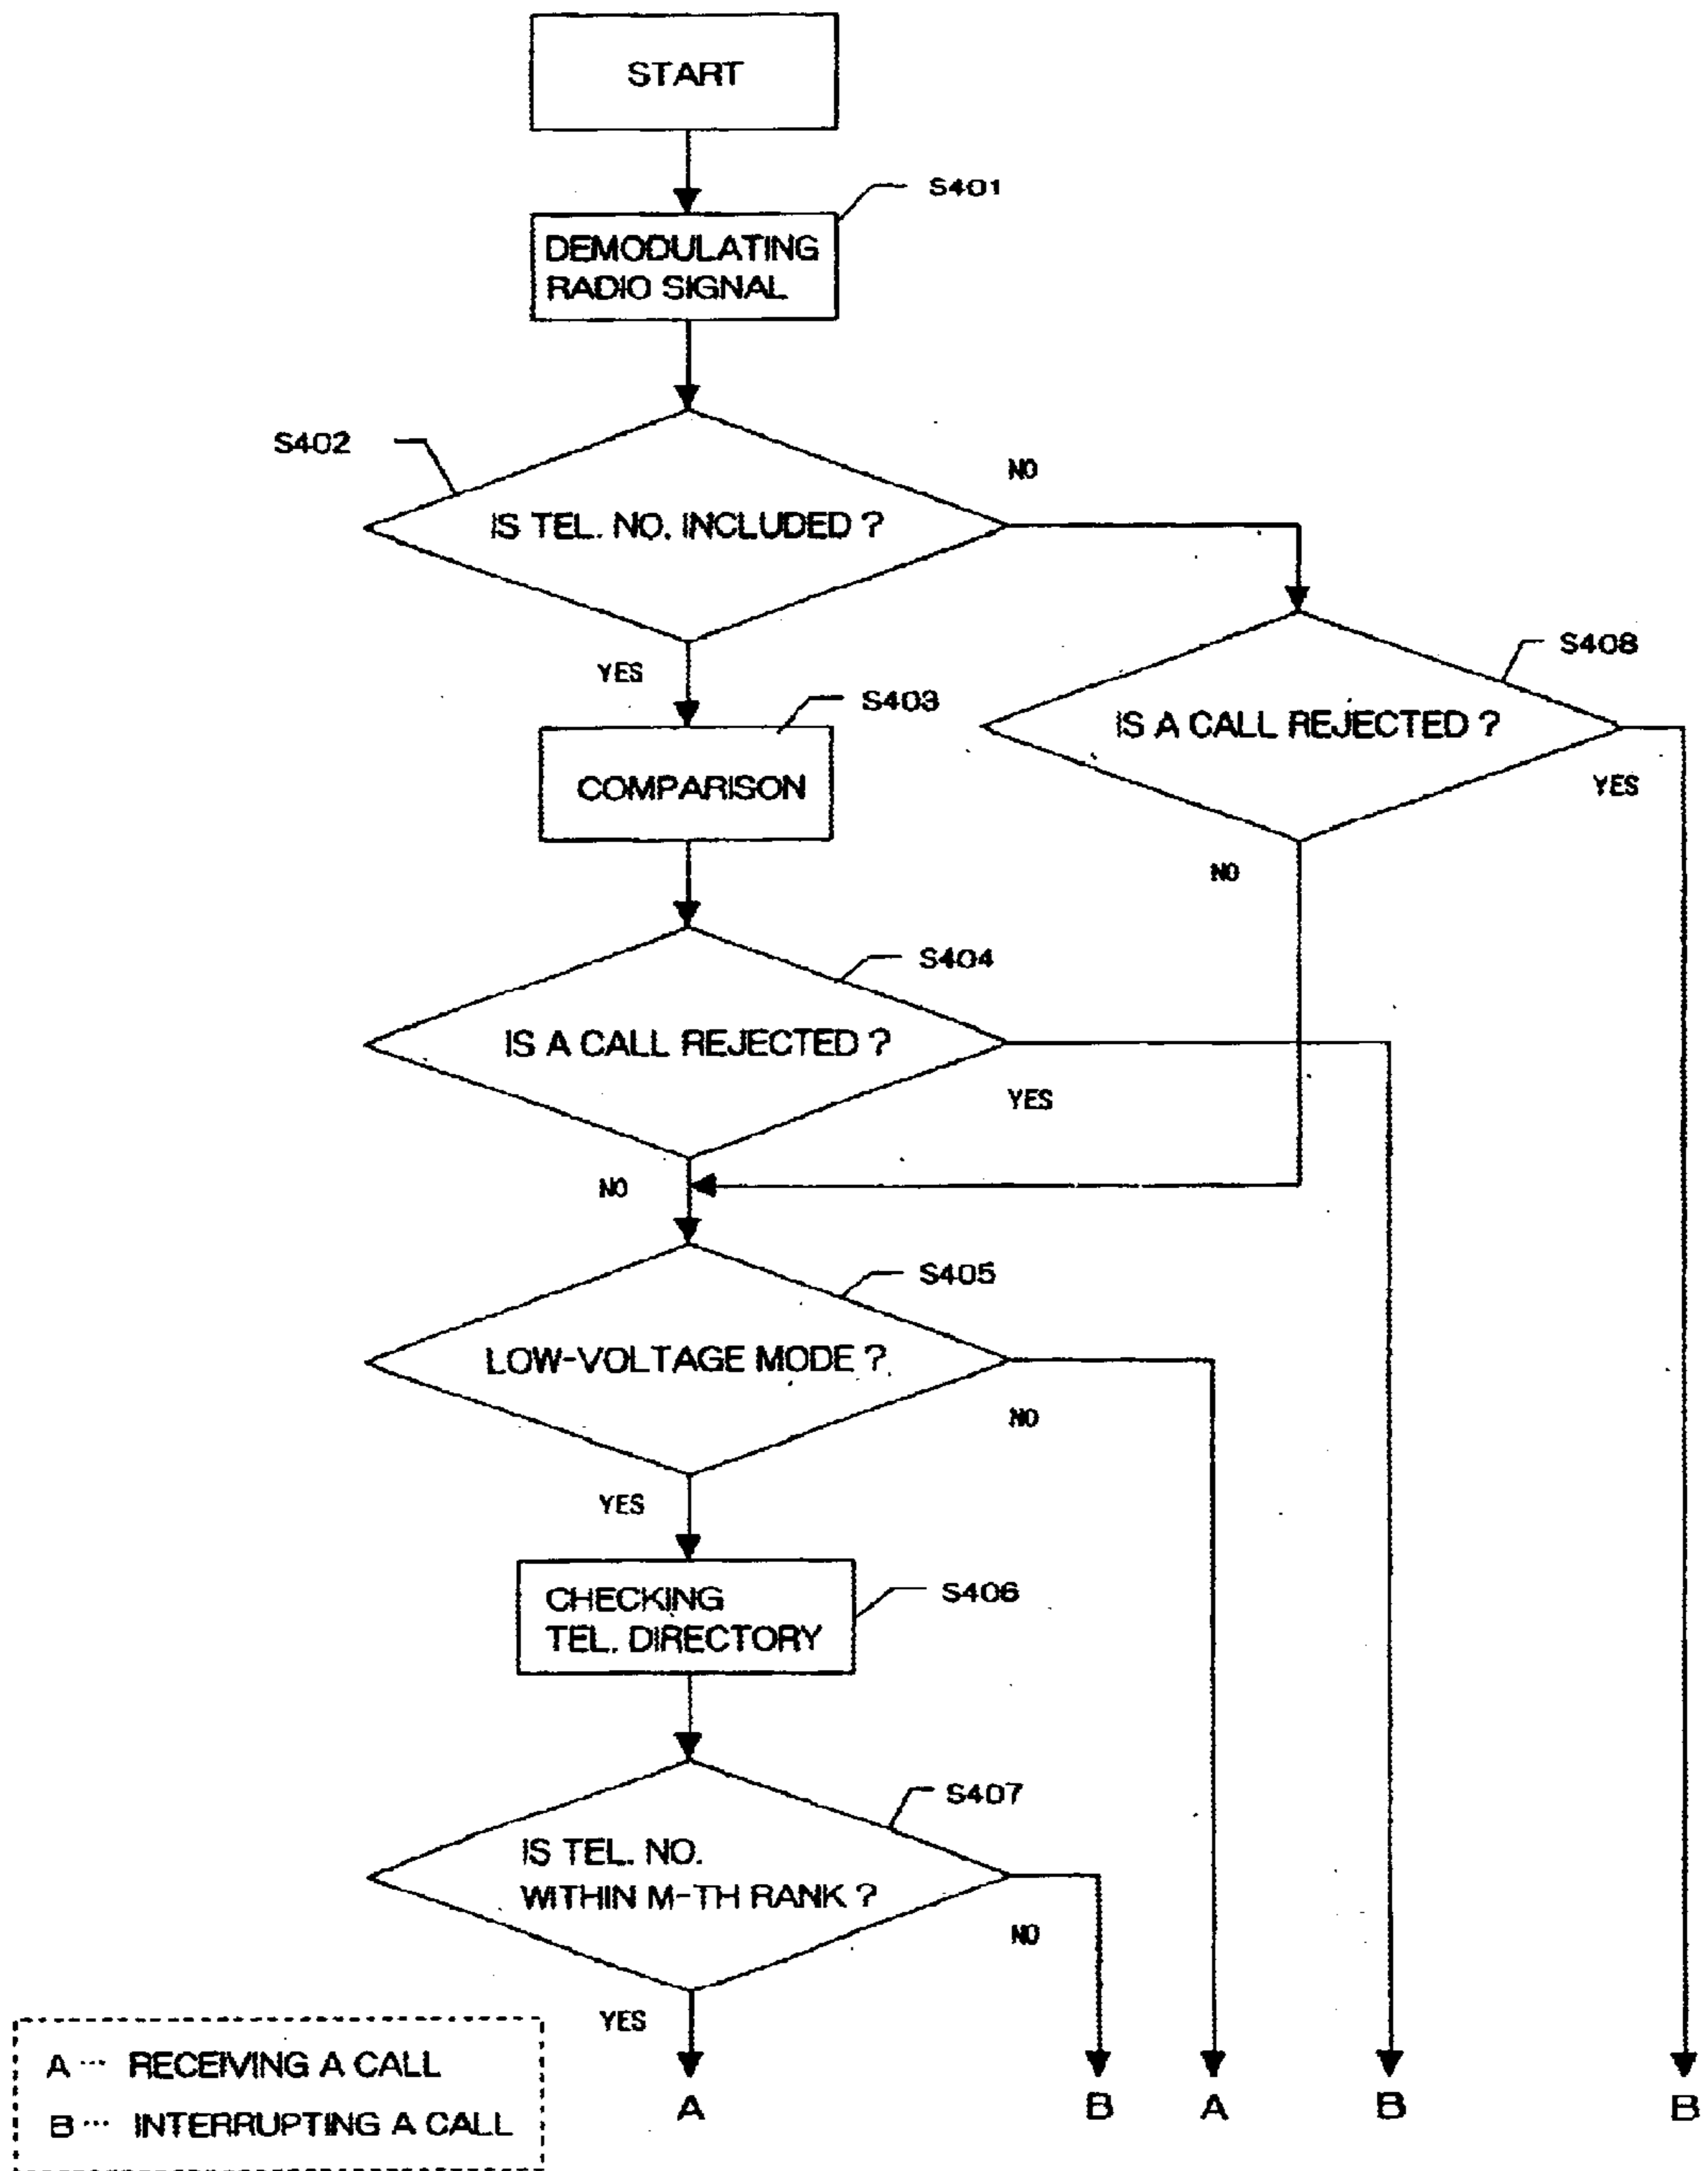 START
S401
DEMODULATING
RADIO SIGNAL
S402
NO
IS TEL. NO. INCLUDED ?
YES
S408
IS A CALL REJECTED ?
YES
NO
S403
COMPARISON
S404
IS A CALL REJECTED ?
YES
NO
S405
LOW-VOLTAGE MODE ?
NO
YES
S406
CHECKING
TEL. DIRECTORY
S407
IS TEL. NO.
WITHIN M-TH RANK ?
NO
YES
A
B
A
B
B
A ··· RECEIVING A CALL
B ··· INTERRUPTING A CALL